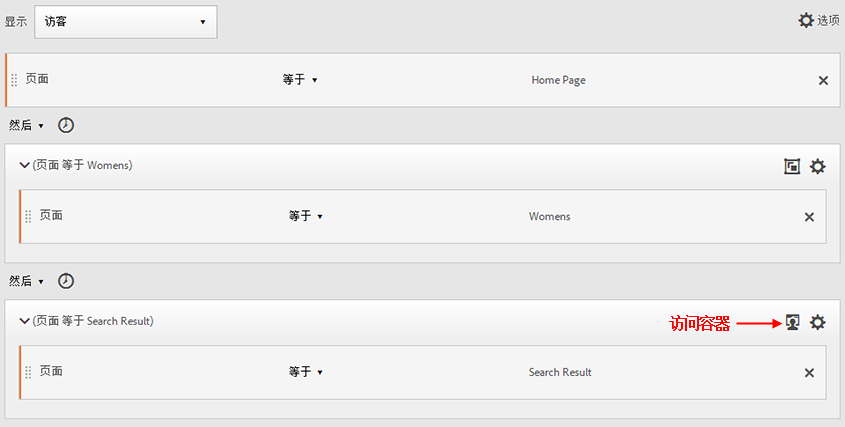 显示 访客 选项
页面 等于 Home Page
然后
(页面 等于 Womens)
页面 等于 Womens
然后
(页面 等于 Search Result)
访问容器
页面 等于 Search Result